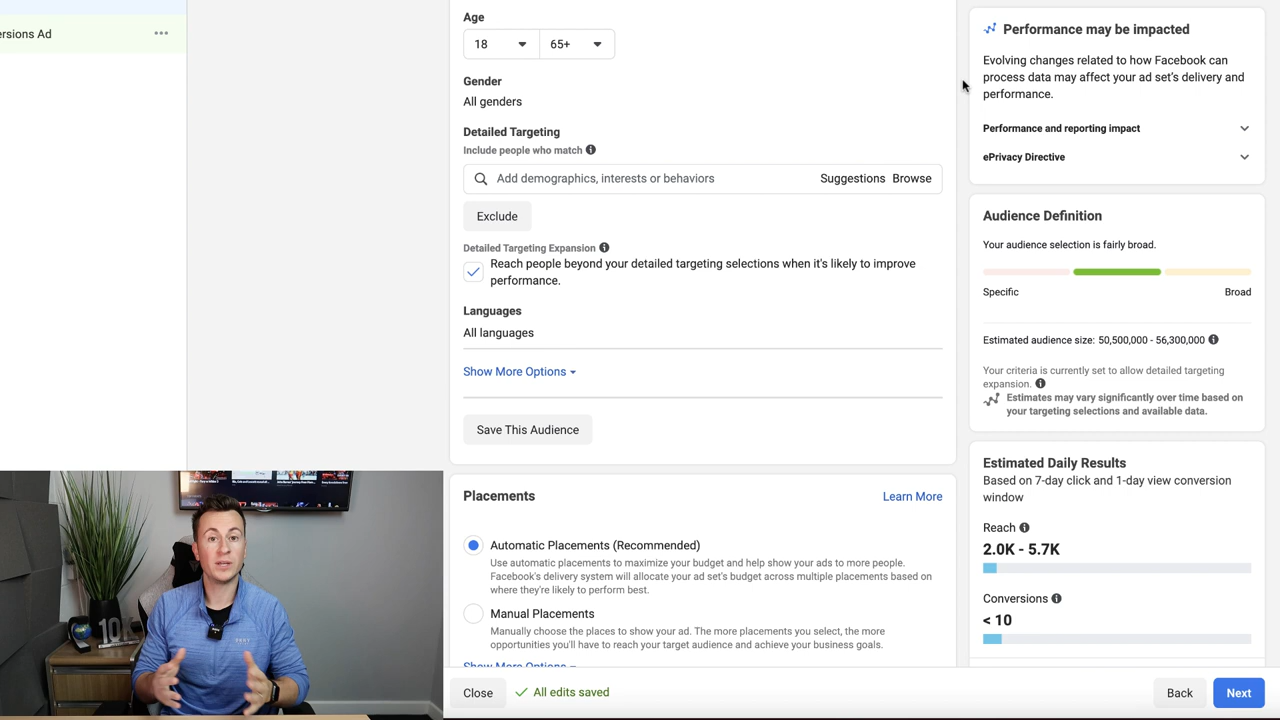 ersions Ad
Age
18
65+
Gender
All genders
Detailed Targeting
Include people who match
Add demographics, interests or behaviors
Suggestions
Browse
Exclude
Detailed Targeting Expansion
Reach people beyond your detailed targeting selections when it's likely to improve
performance.
Languages
All languages
Show More Options
Save This Audience
Placements
Learn More
Automatic Placements (Recommended)
Use automatic placements to maximize your budget and help show your ads to more people.
Facebook's delivery system will allocate your ad set's budget across multiple placements based on
where they're likely to perform best.
Manual Placements
Manually choose the places to show your ad. The more placements you select, the more
opportunities you'll have to reach your target audience and achieve your business goals.
Show More Options
Close
All edits saved
Back
Next
Performance may be impacted
Evolving changes related to how Facebook can
process data may affect your ad set's delivery and
performance.
Performance and reporting impact
ePrivacy Directive
Audience Definition
Your audience selection is fairly broad.
Specific
Broad
Estimated audience size: 50,500,000 - 56,300,000
Your criteria is currently set to allow detailed targeting
expansion.
Estimates may vary significantly over time based on
your targeting selections and available data.
Estimated Daily Results
Based on 7-day click and 1-day view conversion
window
Reach
2.0K - 5.7K
Conversions
< 10
10